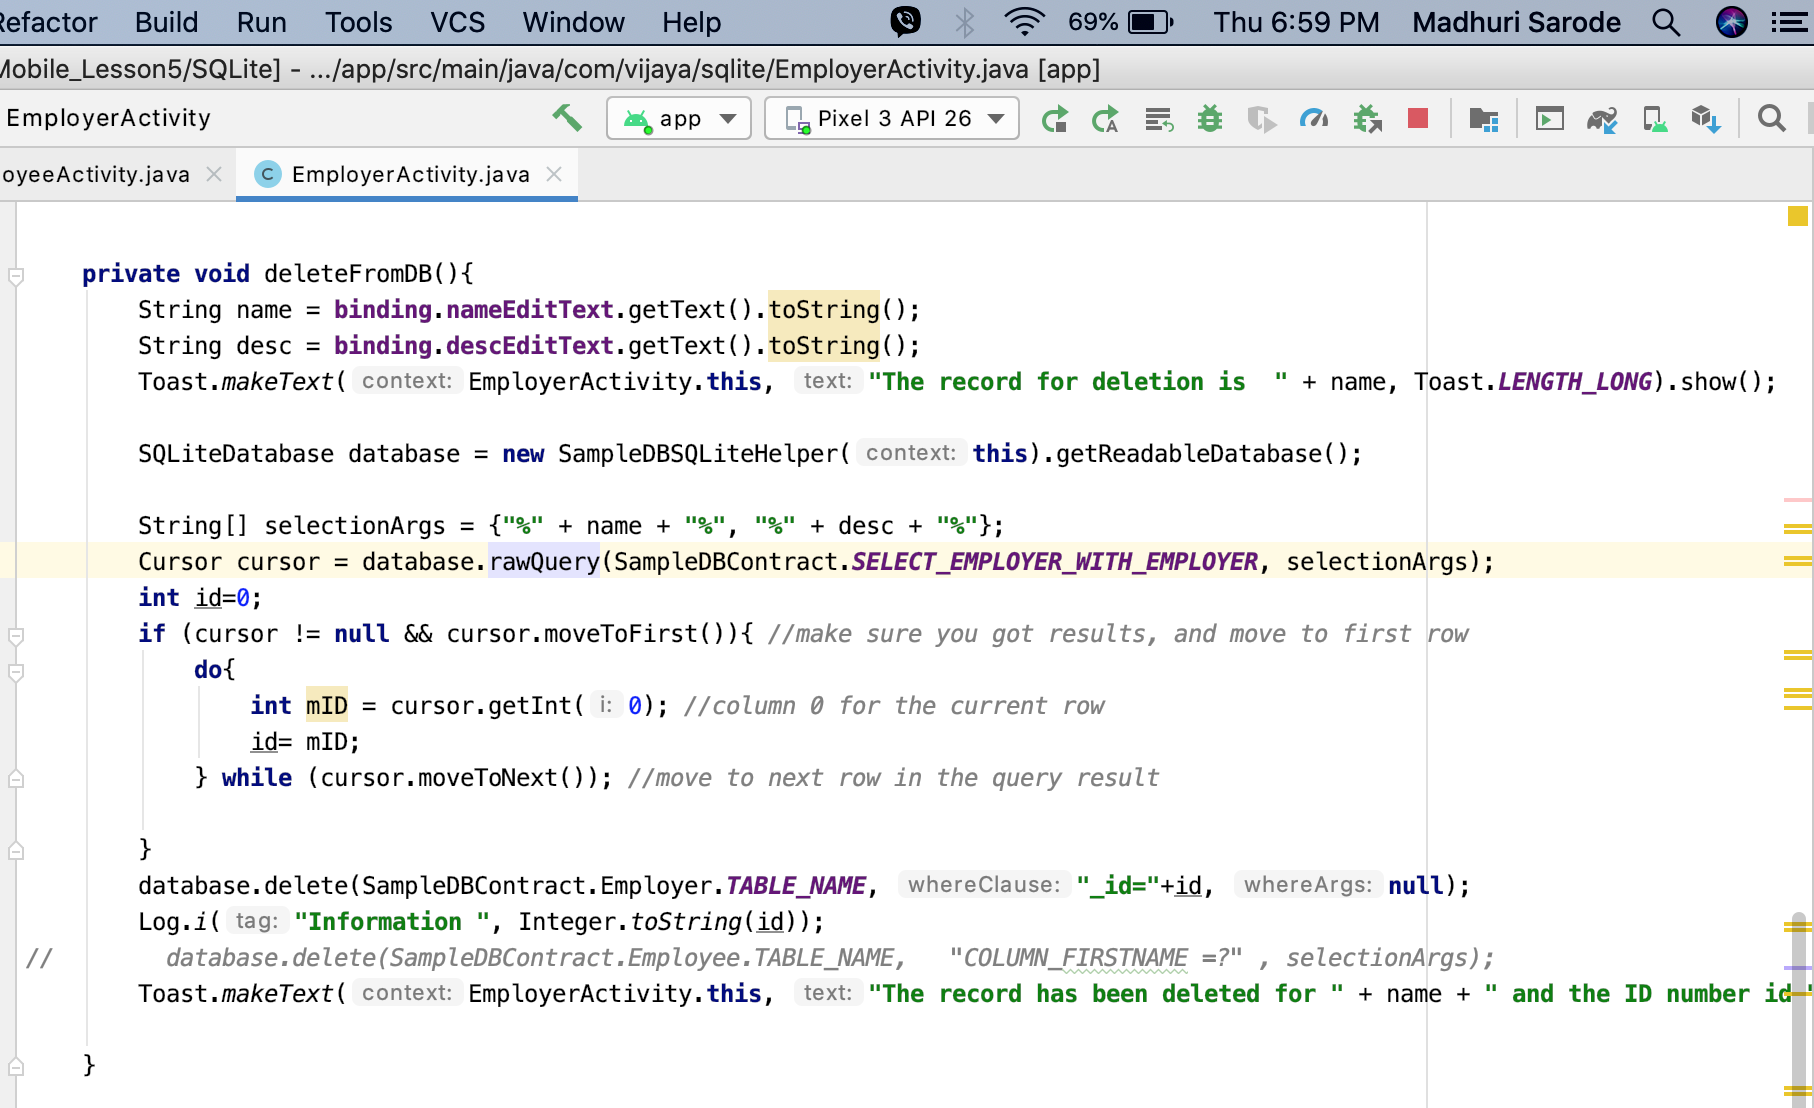 Refactor Build Run Tools VCS Window Help 69% Thu 6:59 PM Madhuri Sarode
Mobile_Lesson5/SQLite] - .../app/src/main/java/com/vijaya/sqlite/EmployerActivity.java [app]
EmployerActivity app Pixel 3 API 26
oyeeActivity.java C EmployerActivity.java
private void deleteFromDB(){
String name = binding.nameEditText.getText().toString();
String desc = binding.descEditText.getText().toString();
Toast.makeText( context: EmployerActivity.this, text: "The record for deletion is  " + name, Toast.LENGTH_LONG).show();
SQLiteDatabase database = new SampleDBSQLiteHelper( context: this).getReadableDatabase();
String[] selectionArgs = {"%" + name + "%", "%" + desc + "%"};
Cursor cursor = database.rawQuery(SampleDBContract.SELECT_EMPLOYER_WITH_EMPLOYER, selectionArgs);
int id=0;
if (cursor != null && cursor.moveToFirst()){ //make sure you got results, and move to first row
do{
int mID = cursor.getInt( i: 0); //column 0 for the current row
id= mID;
} while (cursor.moveToNext()); //move to next row in the query result
}
database.delete(SampleDBContract.Employer.TABLE_NAME, whereClause: "_id="+id, whereArgs: null);
Log.i( tag: "Information ", Integer.toString(id));
// database.delete(SampleDBContract.Employee.TABLE_NAME, "COLUMN_FIRSTNAME =?" , selectionArgs);
Toast.makeText( context: EmployerActivity.this, text: "The record has been deleted for " + name + " and the ID number id
}